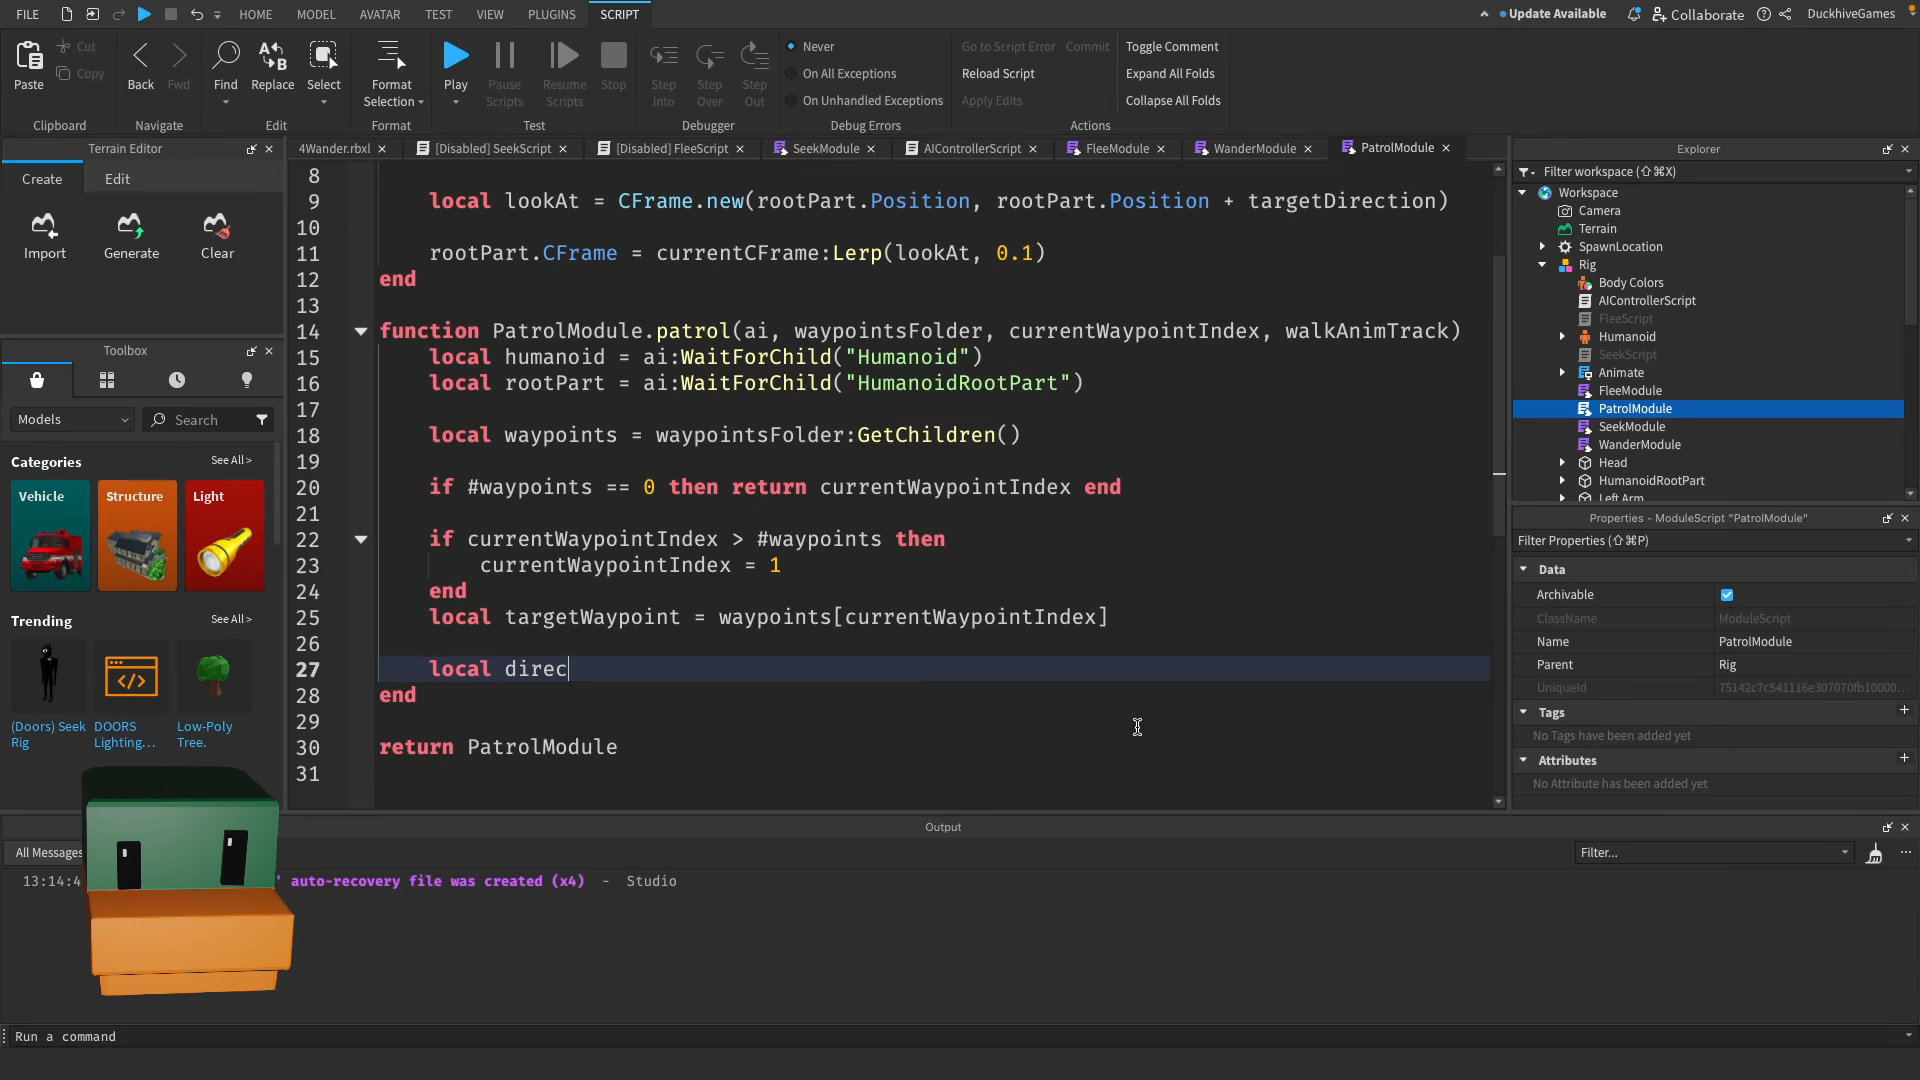 FILE HOME MODEL AVATAR TEST VIEW PLUGINS SCRIPT Update Available Collaborate DuckhiveGames
Paste Cut Copy Back Fwd Find Replace Select Format Selection Play Pause Scripts Resume Scripts Stop Step Into Step Over Step Out
Never
On All Exceptions
On Unhandled Exceptions
Go to Script Error Commit
Reload Script
Apply Edits
Toggle Comment
Expand All Folds
Collapse All Folds
Clipboard Navigate Edit Format Test Debugger Debug Errors Actions
Terrain Editor
Create Edit
Import Generate Clear
Toolbox
Models Search
Categories See All >
Vehicle Structure Light
Trending See All >
(Doors) Seek Rig
DOORS Lighting...
Low-Poly Tree.
4Wander.rbxl [Disabled] SeekScript [Disabled] FleeScript SeekModule AIControllerScript FleeModule WanderModule PatrolModule
8
9 local lookAt = CFrame.new(rootPart.Position, rootPart.Position + targetDirection)
10
11 rootPart.CFrame = currentCFrame:Lerp(lookAt, 0.1)
12 end
13
14 function PatrolModule.patrol(ai, waypointsFolder, currentWaypointIndex, walkAnimTrack)
15 local humanoid = ai:WaitForChild("Humanoid")
16 local rootPart = ai:WaitForChild("HumanoidRootPart")
17
18 local waypoints = waypointsFolder:GetChildren()
19
20 if #waypoints == 0 then return currentWaypointIndex end
21
22 if currentWaypointIndex > #waypoints then
23 currentWaypointIndex = 1
24 end
25 local targetWaypoint = waypoints[currentWaypointIndex]
26
27 local direc
28 end
29
30 return PatrolModule
31
Explorer
Filter workspace (⇧⌘X)
Workspace
Camera
Terrain
SpawnLocation
Rig
Body Colors
AIControllerScript
FleeScript
Humanoid
SeekScript
Animate
FleeModule
PatrolModule
SeekModule
WanderModule
Head
HumanoidRootPart
Left Arm
Properties - ModuleScript "PatrolModule"
Filter Properties (⇧⌘P)
Data
Archivable
ClassName ModuleScript
Name PatrolModule
Parent Rig
UniqueId 75142c7c541116e307070fb10000...
Tags
No Tags have been added yet
Attributes
No Attribute has been added yet
Output
All Messages Filter...
13:14:4 ' auto-recovery file was created (x4) - Studio
Run a command